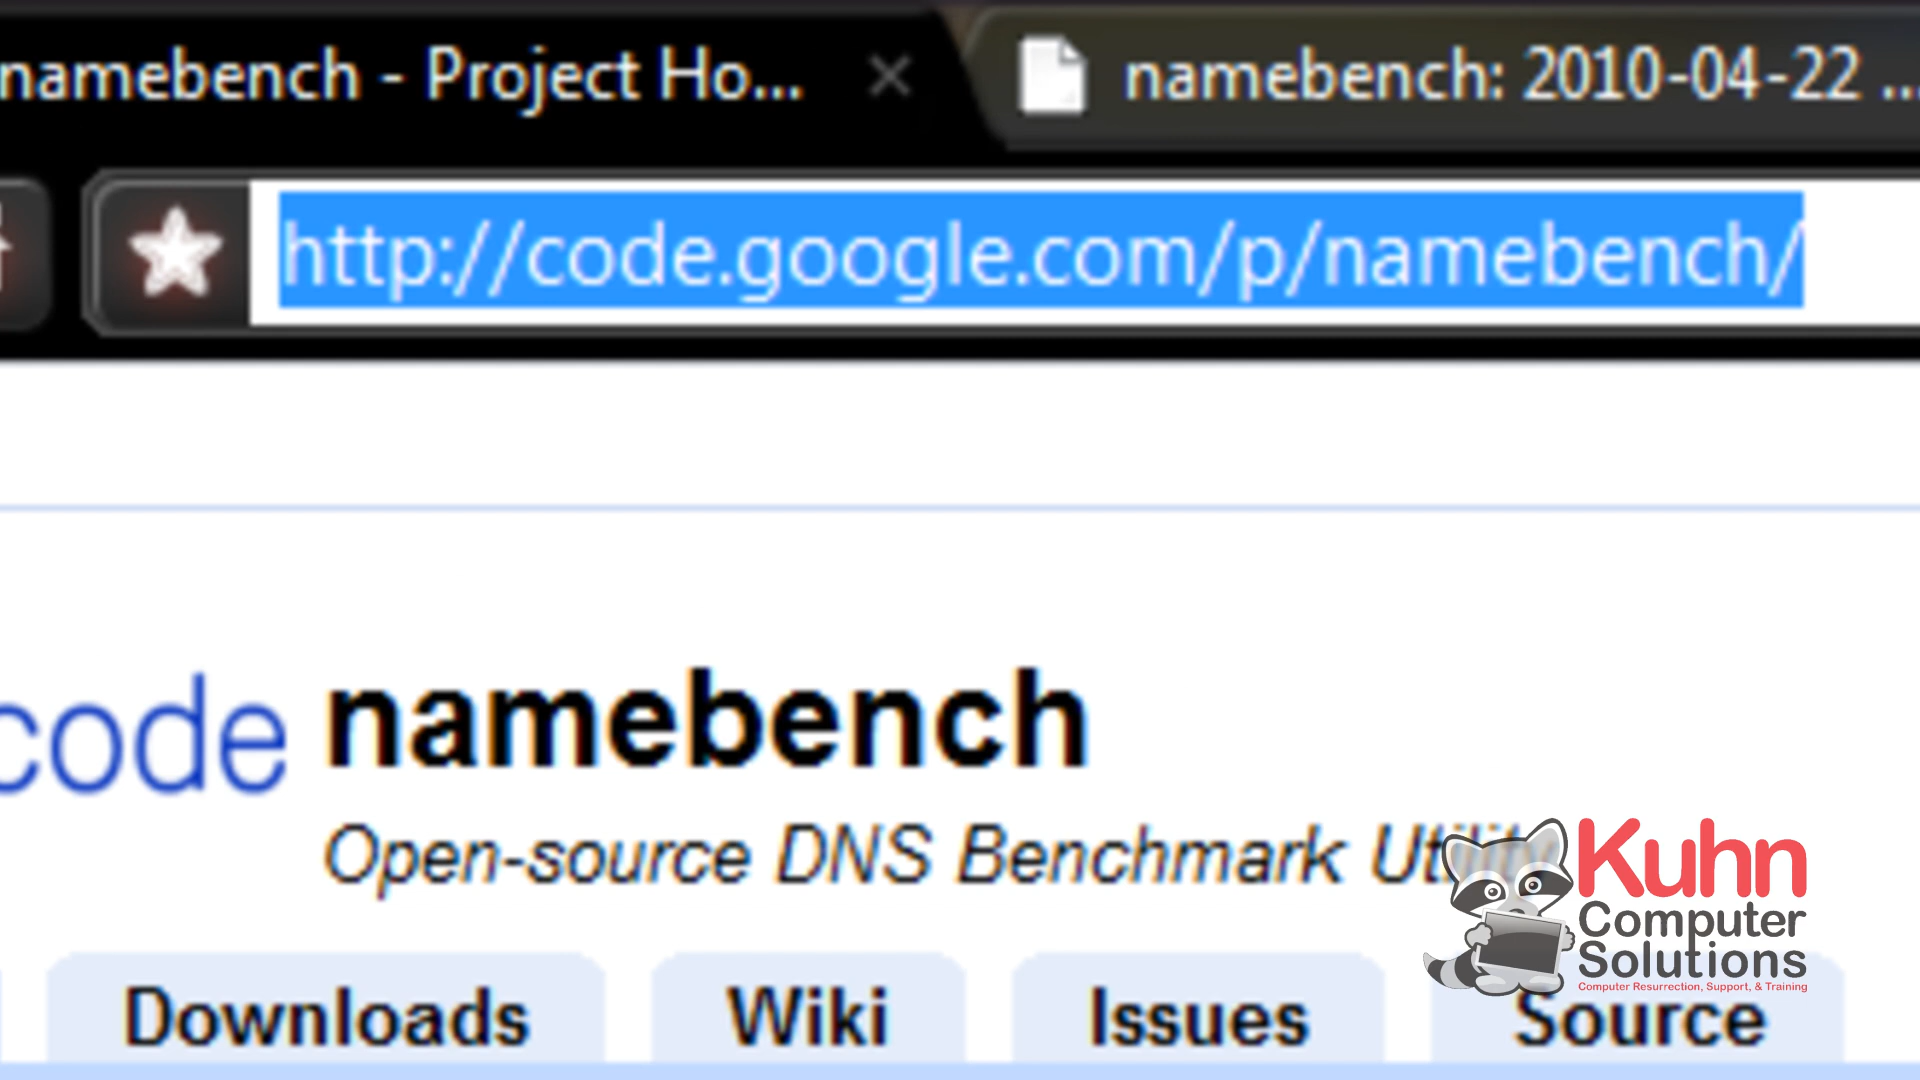 namebench - Project Ho...
namebench: 2010-04-22 ...
http://code.google.com/p/namebench/
code
namebench
Open-source DNS Benchmark Utility
Kuhn
Computer
Solutions
Computer Resurrection, Support, & Training
Downloads
Wiki
Issues
Source